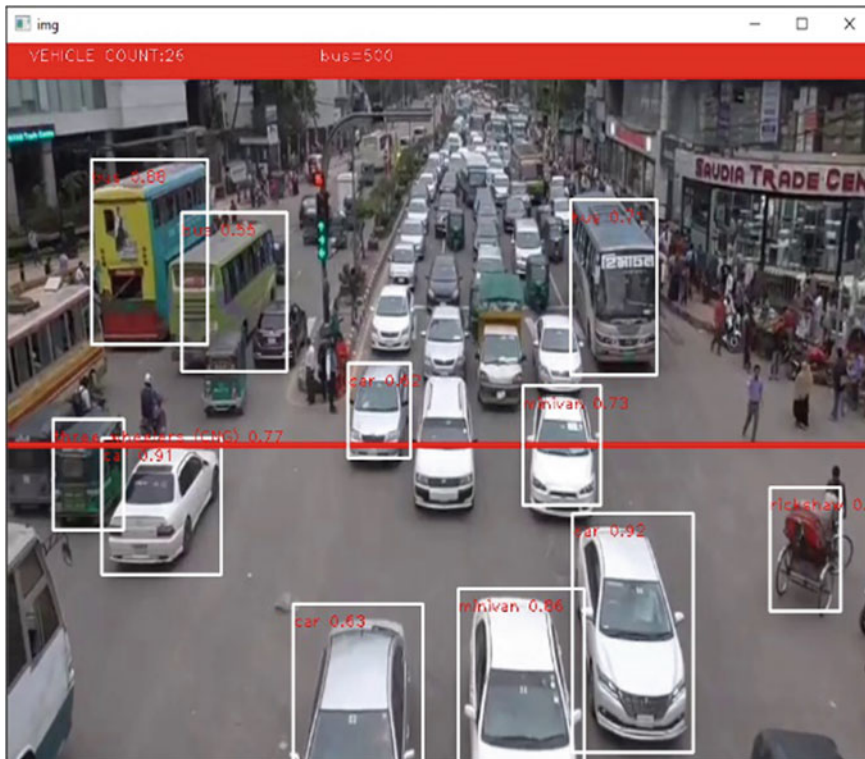 img
VEHICLE COUNT:26 bus=500
SAUDIA TRADE CEN
bus 0.88
bus 0.55
bus 0.71
হিমাচল
car 0.62
minivan 0.73
three wheelers (CNG) 0.77
car 0.91
rickshaw 0.
car 0.92
minivan 0.86
car 0.63